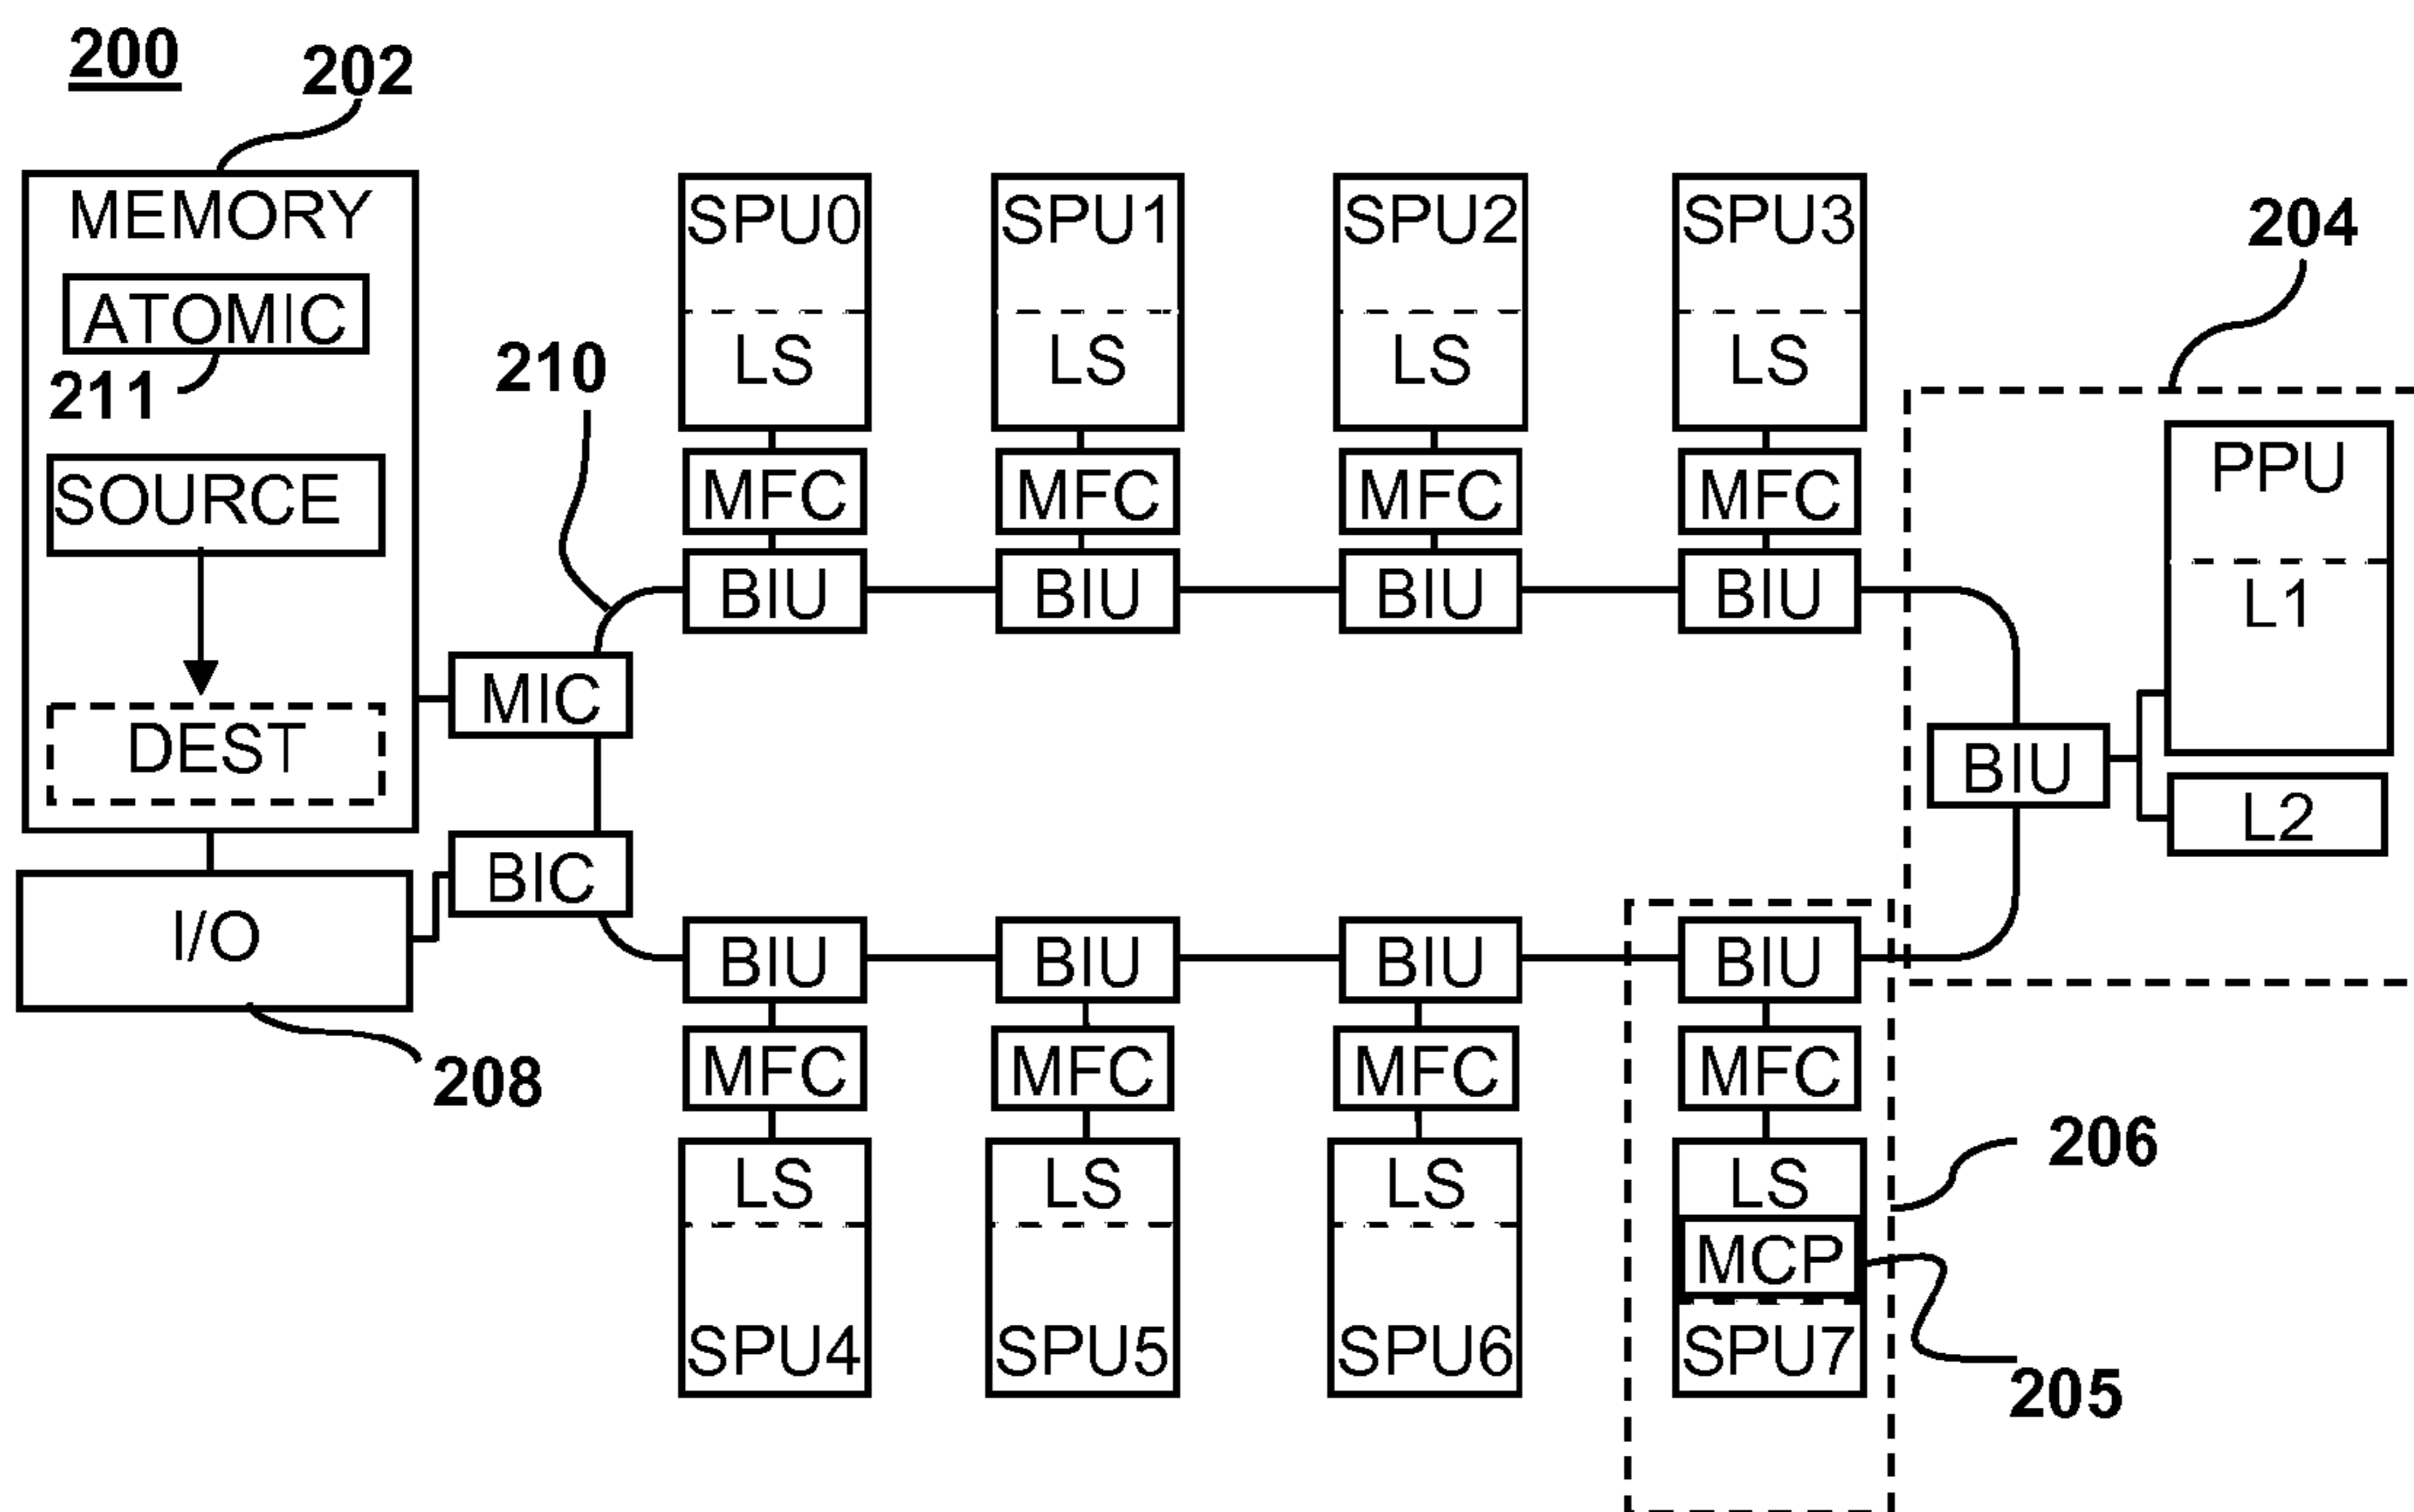 200
202
MEMORY
ATOMIC
211
SOURCE
DEST
I/O
208
210
MIC
BIC
SPU0
LS
MFC
BIU
SPU1
LS
MFC
BIU
SPU2
LS
MFC
BIU
SPU3
LS
MFC
BIU
204
PPU
L1
BIU
L2
BIU
MFC
LS
SPU4
BIU
MFC
LS
SPU5
BIU
MFC
LS
SPU6
BIU
MFC
LS
MCP
SPU7
206
205